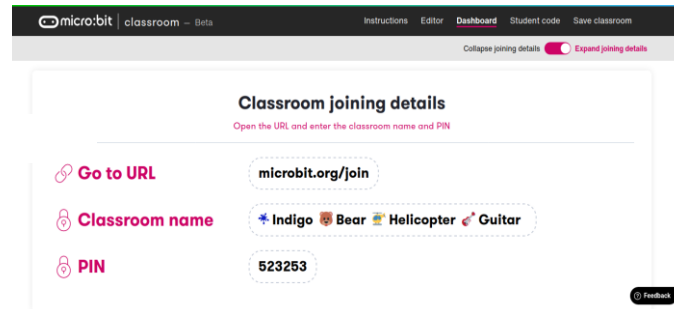 micro:bit classroom – Beta Instructions Editor Dashboard Student code Save classroom
Collapse joining details Expand joining details
Classroom joining details
Open the URL and enter the classroom name and PIN
Go to URL microbit.org/join
Classroom name Indigo Bear Helicopter Guitar
PIN 523253
Feedback